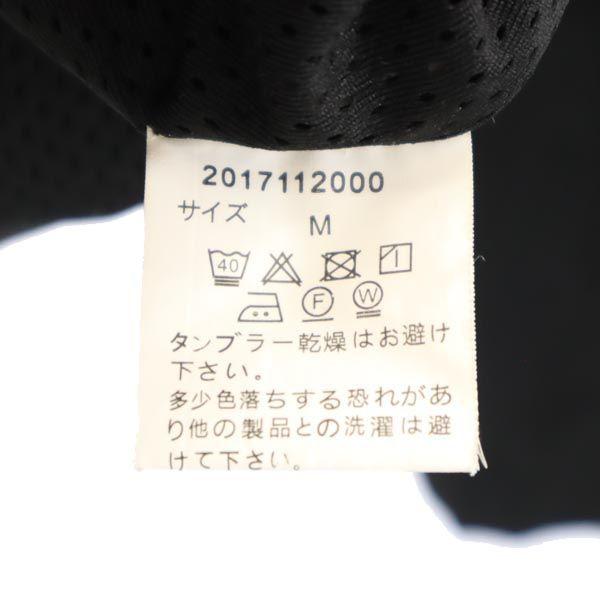 2017112000
サイズ M
40
F W
タンブラー乾燥はお避け
下さい。
多少色落ちする恐れがあ
り他の製品との洗濯は避
けて下さい。